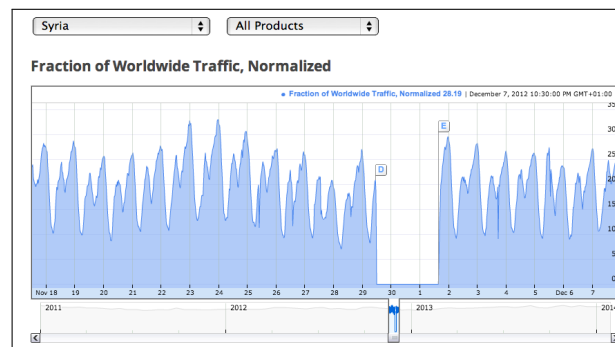 Syria All Products
Fraction of Worldwide Traffic, Normalized
Fraction of Worldwide Traffic, Normalized 28.19 | December 7, 2012 10:30:00 PM GMT+01:00
35
30
E
25
D
20
15
10
5
0
Nov 18 19 20 21 22 23 24 25 26 27 28 29 30 1 2 3 4 5 Dec 6 7
2011 2012 2013 2014